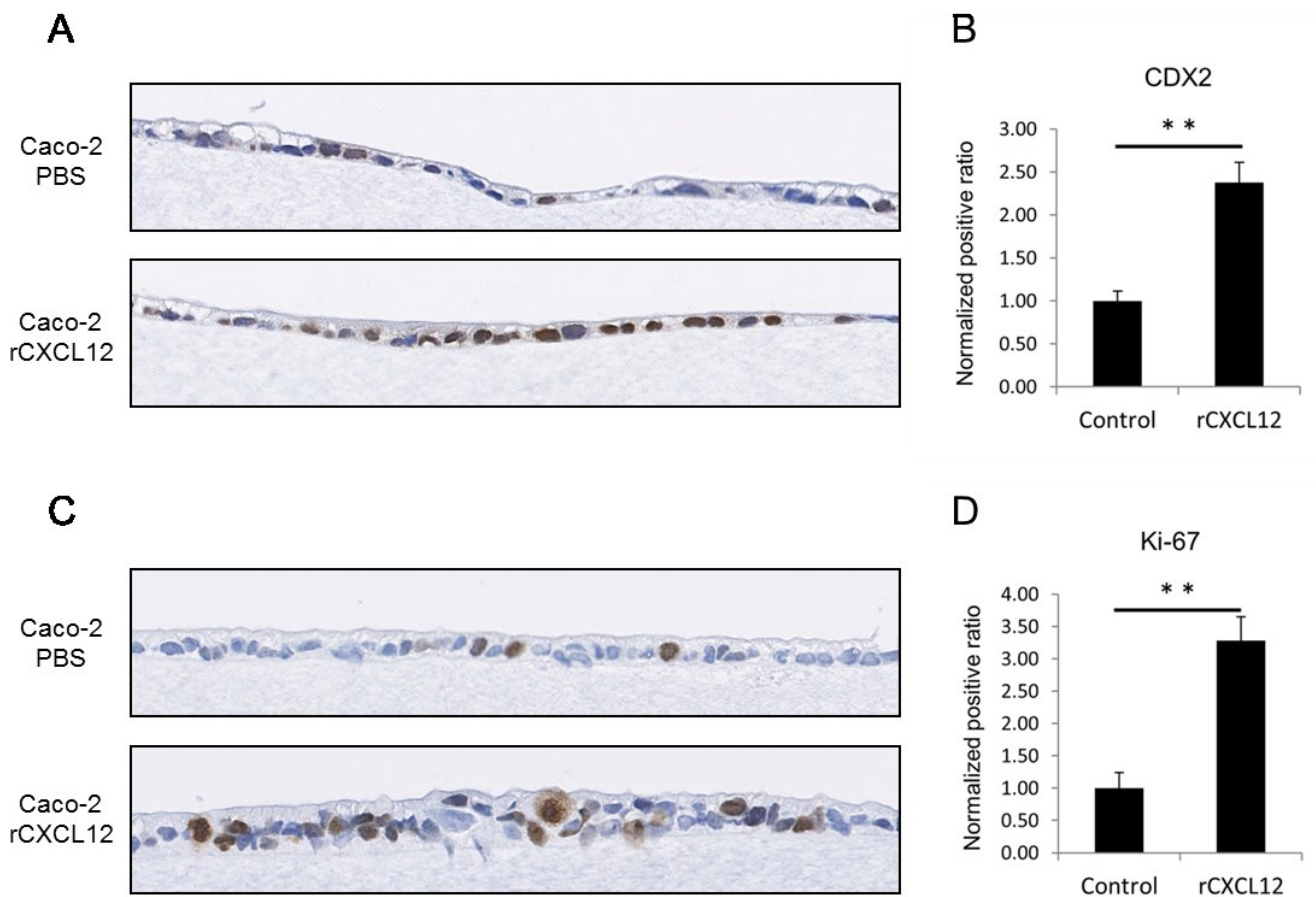 A
Caco-2
PBS
Caco-2
rCXCL12
B
CDX2
* *
Normalized positive ratio
3.00
2.50
2.00
1.50
1.00
0.50
0.00
Control rCXCL12
C
Caco-2
PBS
Caco-2
rCXCL12
D
Ki-67
* *
Normalized positive ratio
4.00
3.50
3.00
2.50
2.00
1.50
1.00
0.50
0.00
Control rCXCL12